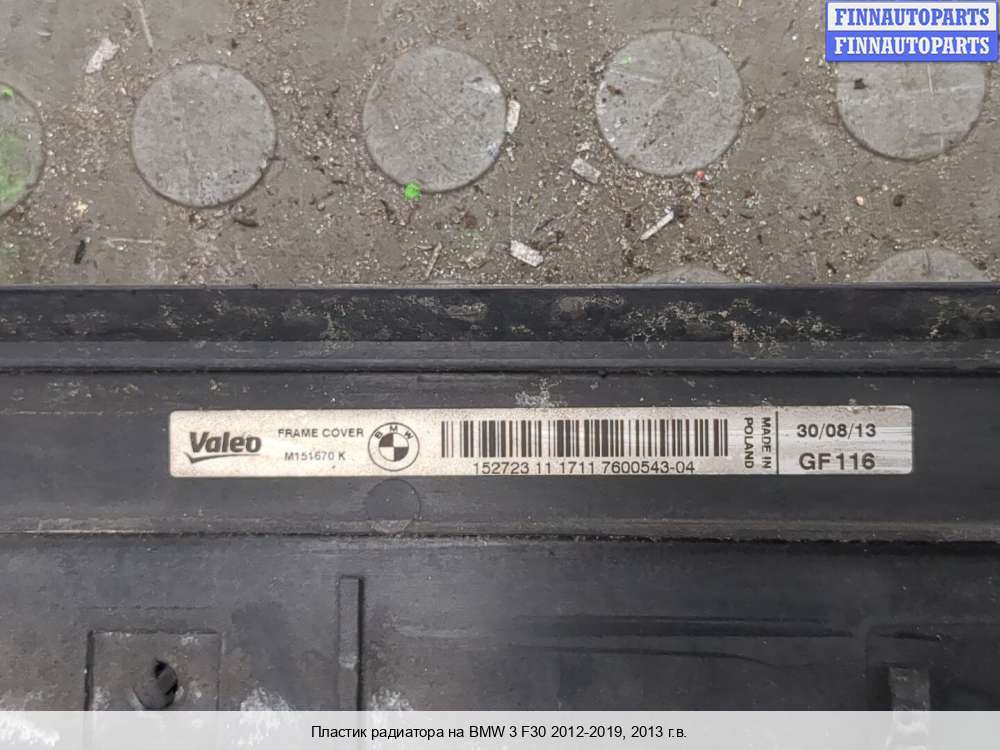 FINNAUTOPARTS
FINNAUTOPARTS
Valeo
FRAME COVER
M151670 K
BMW
152723 11 1711 7600543-04
MADE IN
POLAND
30/08/13
GF116
Пластик радиатора на BMW 3 F30 2012-2019, 2013 г.в.